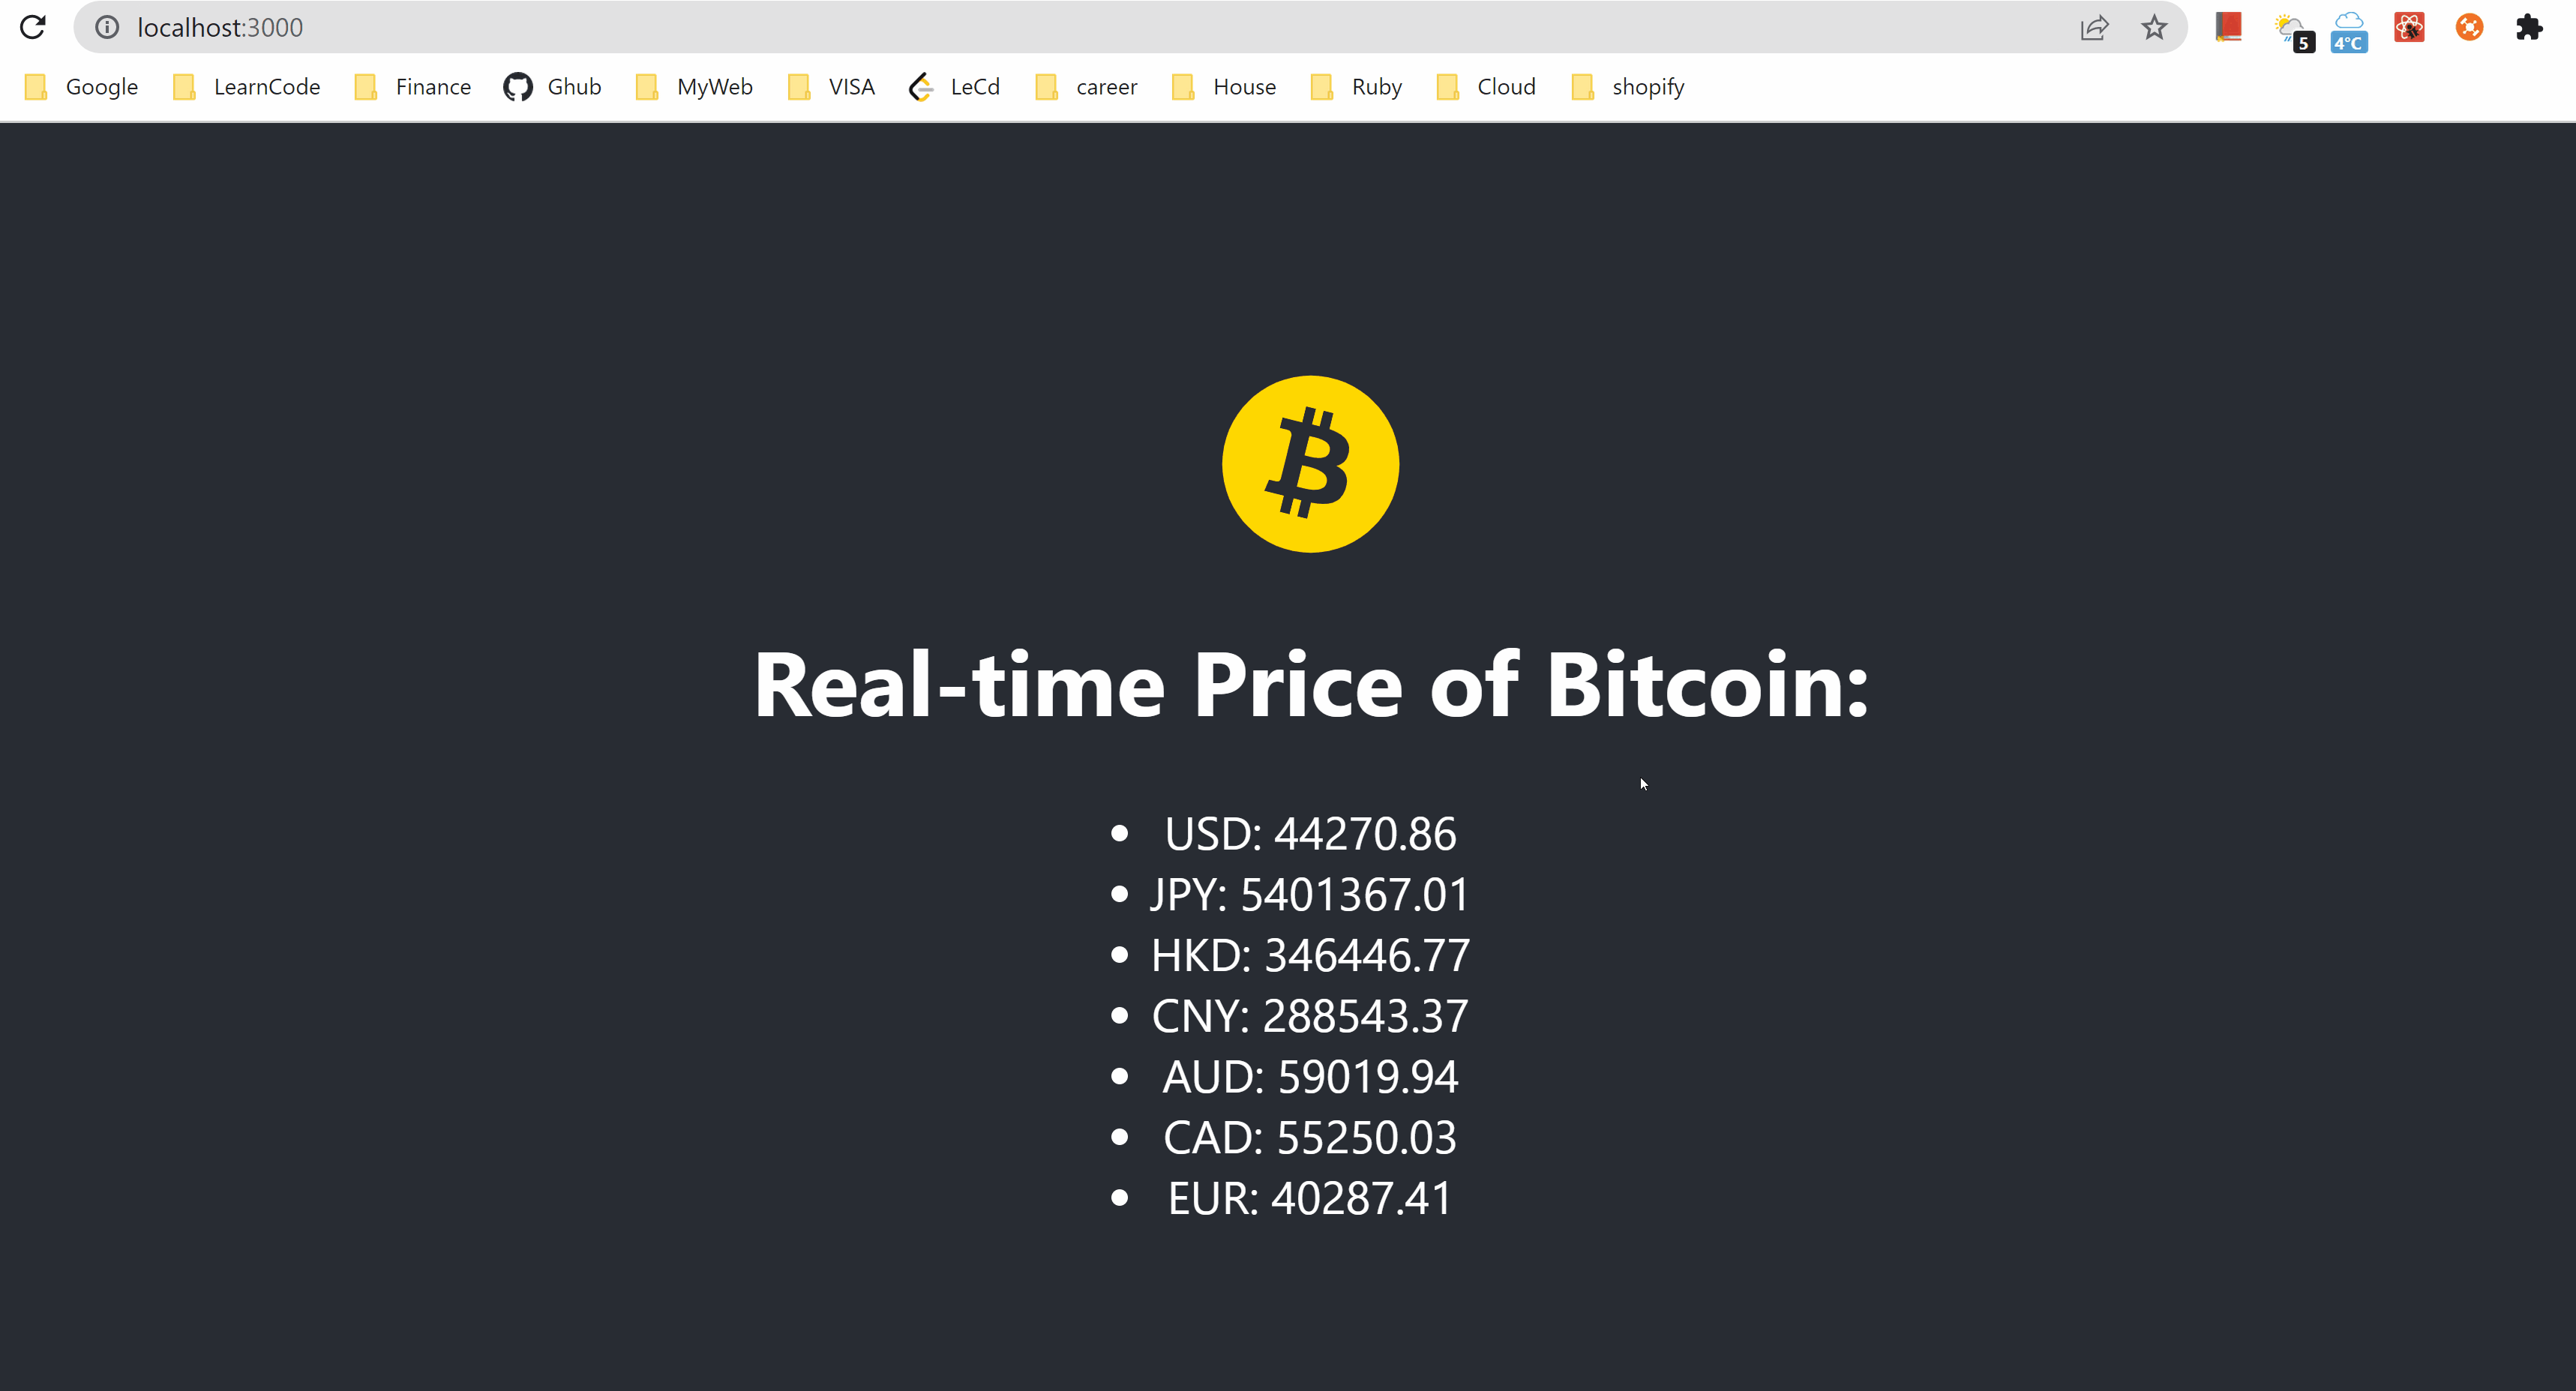 localhost:3000
5
4°C
Google LearnCode Finance Ghub MyWeb VISA LeCd career House Ruby Cloud shopify
Real-time Price of Bitcoin:
USD: 44270.86
JPY: 5401367.01
HKD: 346446.77
CNY: 288543.37
AUD: 59019.94
CAD: 55250.03
EUR: 40287.41